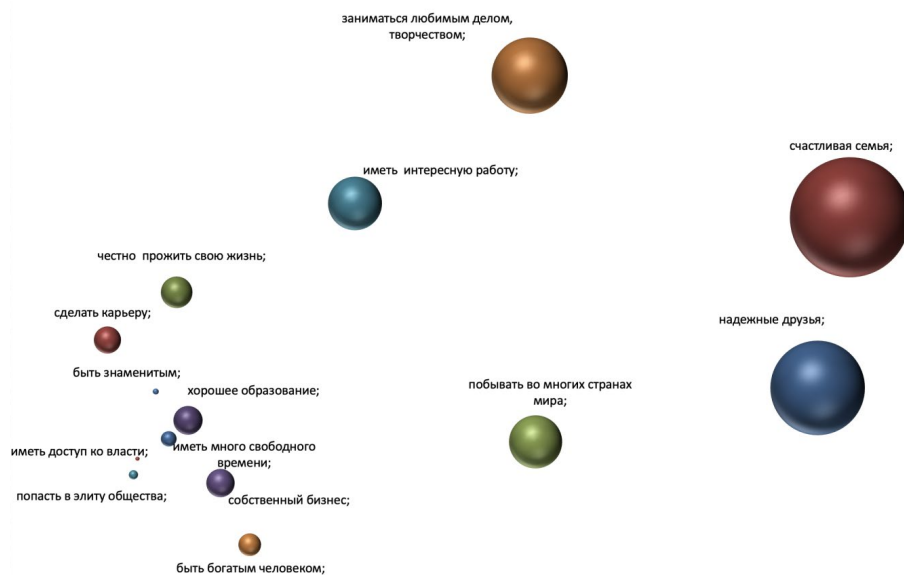 заниматься любимым делом,
творчеством;
счастливая семья;
иметь интересную работу;
честно прожить свою жизнь;
сделать карьеру;
надежные друья;
быть знаменитым;
хорошее образование;
побывать во многих странах
мира;
иметь доступ ко власти;
иметь много свободного
времени;
попасть в элиту общества;
собственный бизнес;
быть богатым человеком;